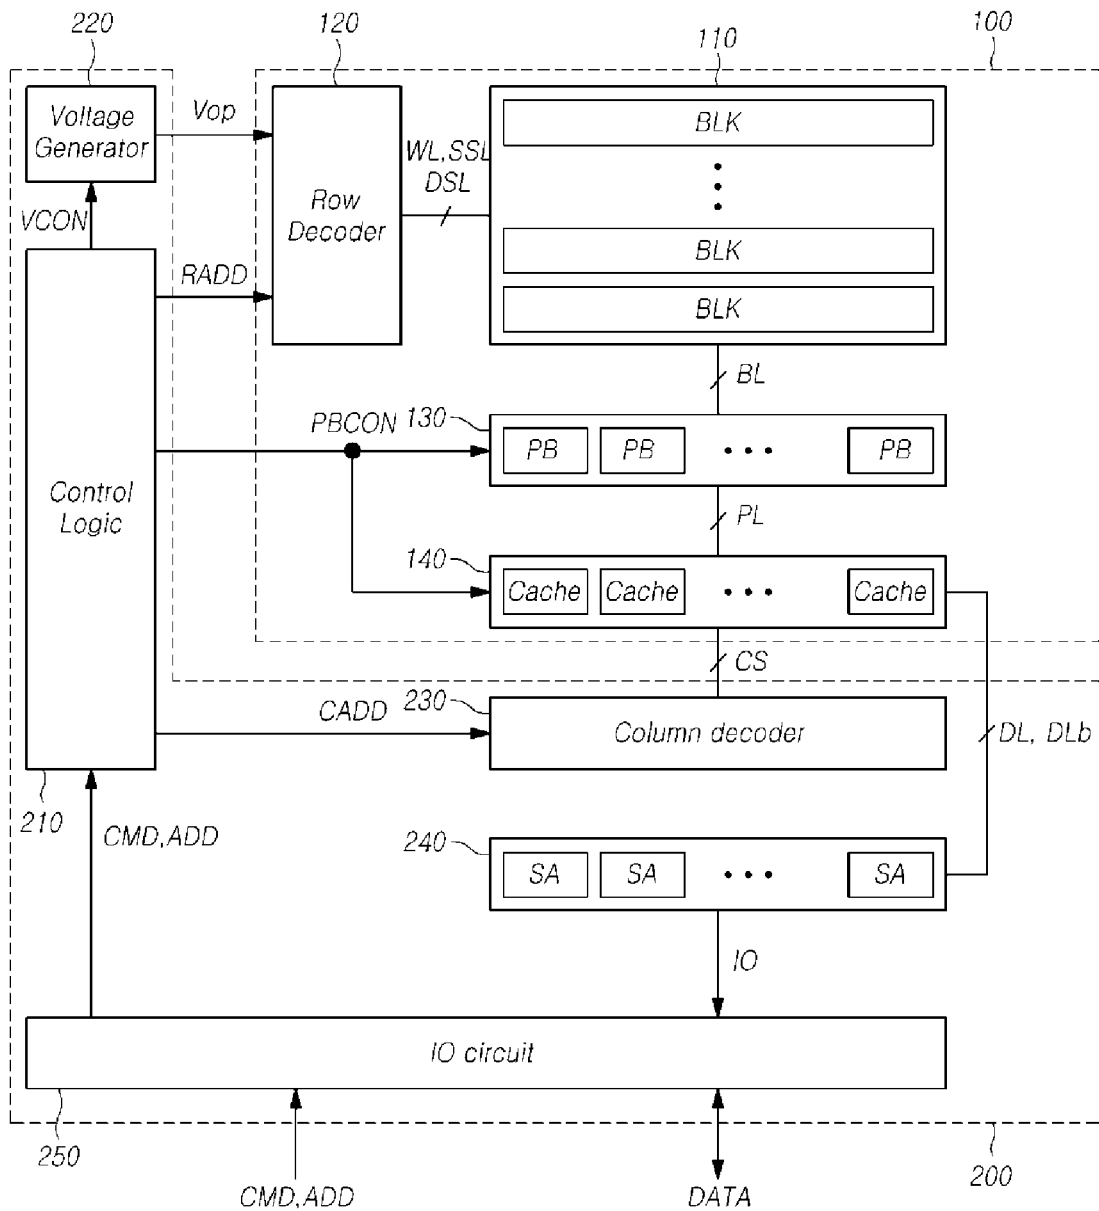 220
120
110
100
Voltage
Generator
Vop
Row
Decoder
WL,SSL
DSL
BLK
BLK
BLK
VCON
RADD
BL
PBCON
130
PB
PB
PB
Control
Logic
PL
140
Cache
Cache
Cache
CS
CADD
230
Column decoder
DL, DLb
210
CMD,ADD
240
SA
SA
SA
IO
IO circuit
250
200
CMD,ADD
DATA